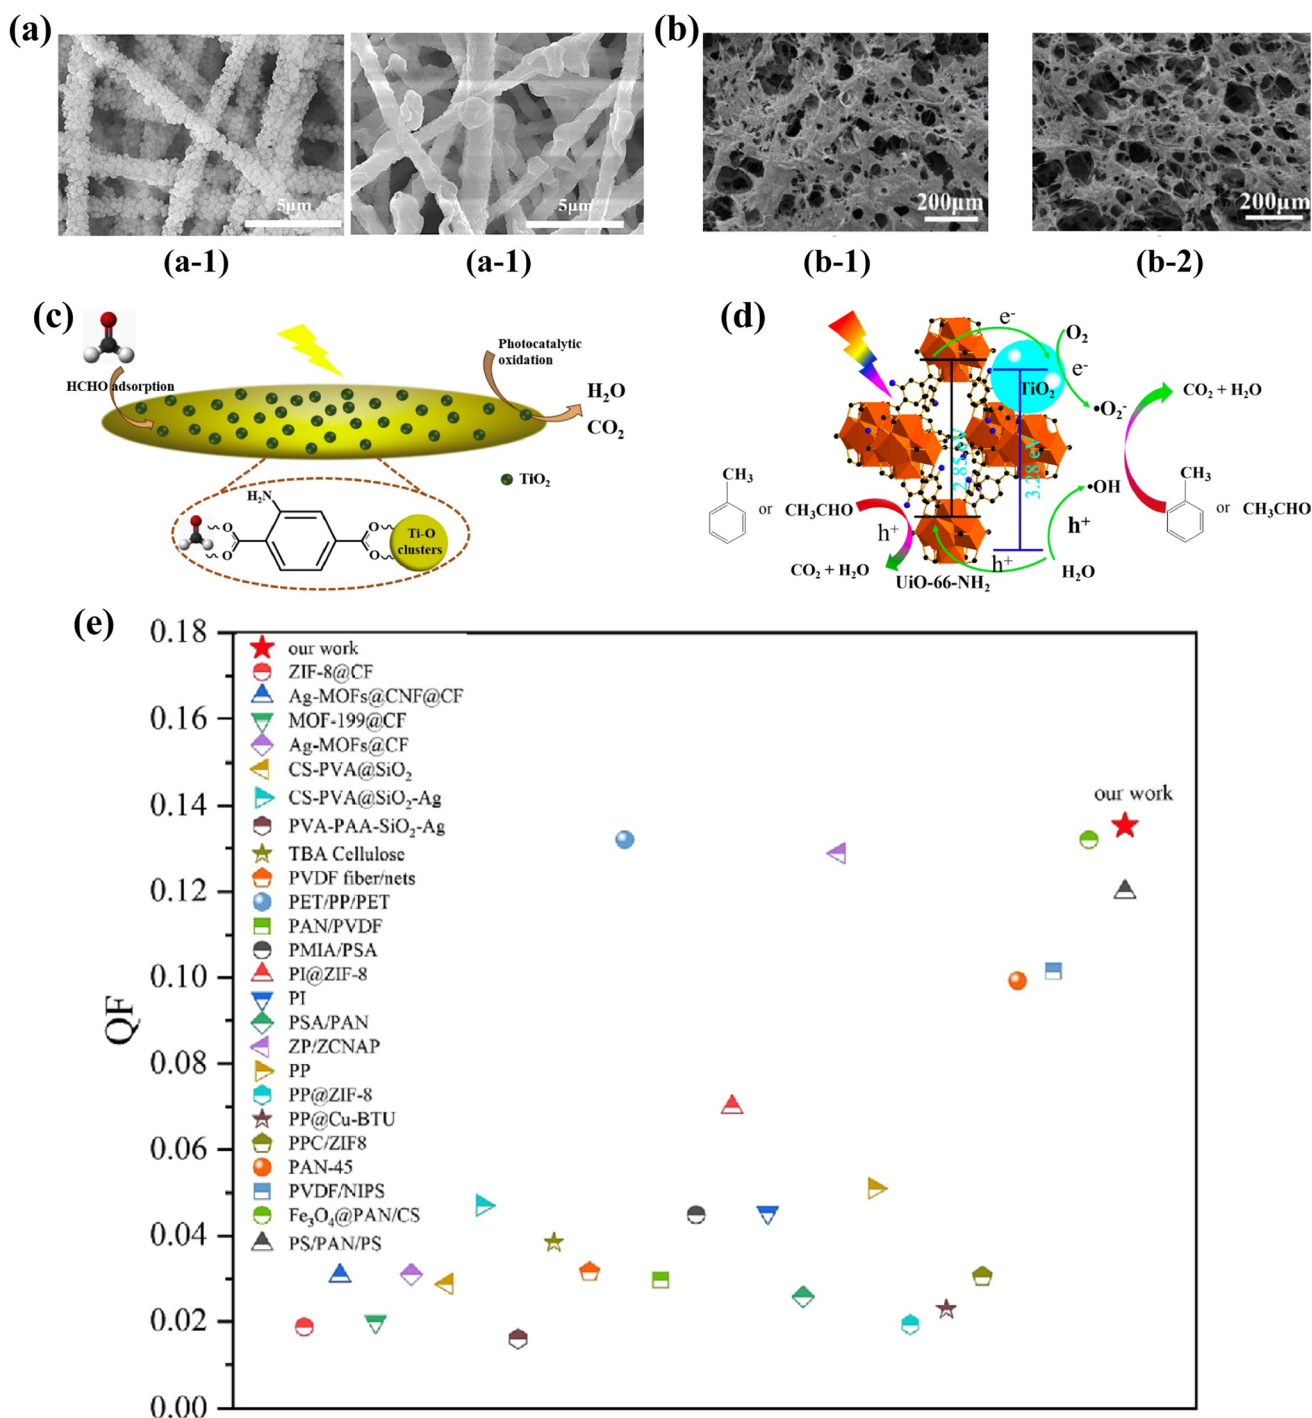 (a)
5μm
5μm
(a-1)
(a-1)
(b)
200μm
200μm
(b-1)
(b-2)
(c)
HCHO adsorption
Photocatalytic
oxidation
H₂O
CO₂
TiO₂
H₂N
O
O
O
O
Ti-O
clusters
(d)
e⁻
O₂
e⁻
TiO₂
•O₂⁻
CO₂ + H₂O
2.85 eV
3.28 eV
•OH
CH₃
or
CH₃CHO
h⁺
CO₂ + H₂O
UiO-66-NH₂
h⁺
h⁺
H₂O
CH₃
or
CH₃CHO
(e)
QF
0.18
0.16
0.14
0.12
0.10
0.08
0.06
0.04
0.02
0.00
our work
ZIF-8@CF
Ag-MOFs@CNF@CF
MOF-199@CF
Ag-MOFs@CF
CS-PVA@SiO₂
CS-PVA@SiO₂-Ag
PVA-PAA-SiO₂-Ag
TBA Cellulose
PVDF fiber/nets
PET/PP/PET
PAN/PVDF
PMIA/PSA
PI@ZIF-8
PI
PSA/PAN
ZP/ZCNAP
PP
PP@ZIF-8
PP@Cu-BTU
PPC/ZIF8
PAN-45
PVDF/NIPS
Fe₃O₄@PAN/CS
PS/PAN/PS
our work